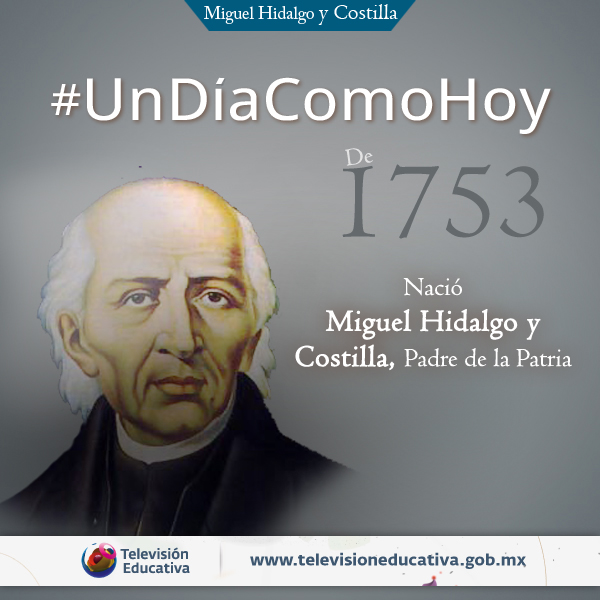 Miguel Hidalgo y Costilla
#UnDíaComoHoy
De
1753
Nació
Miguel Hidalgo y
Costilla, Padre de la Patria
Televisión
Educativa
www.televisioneducativa.gob.mx